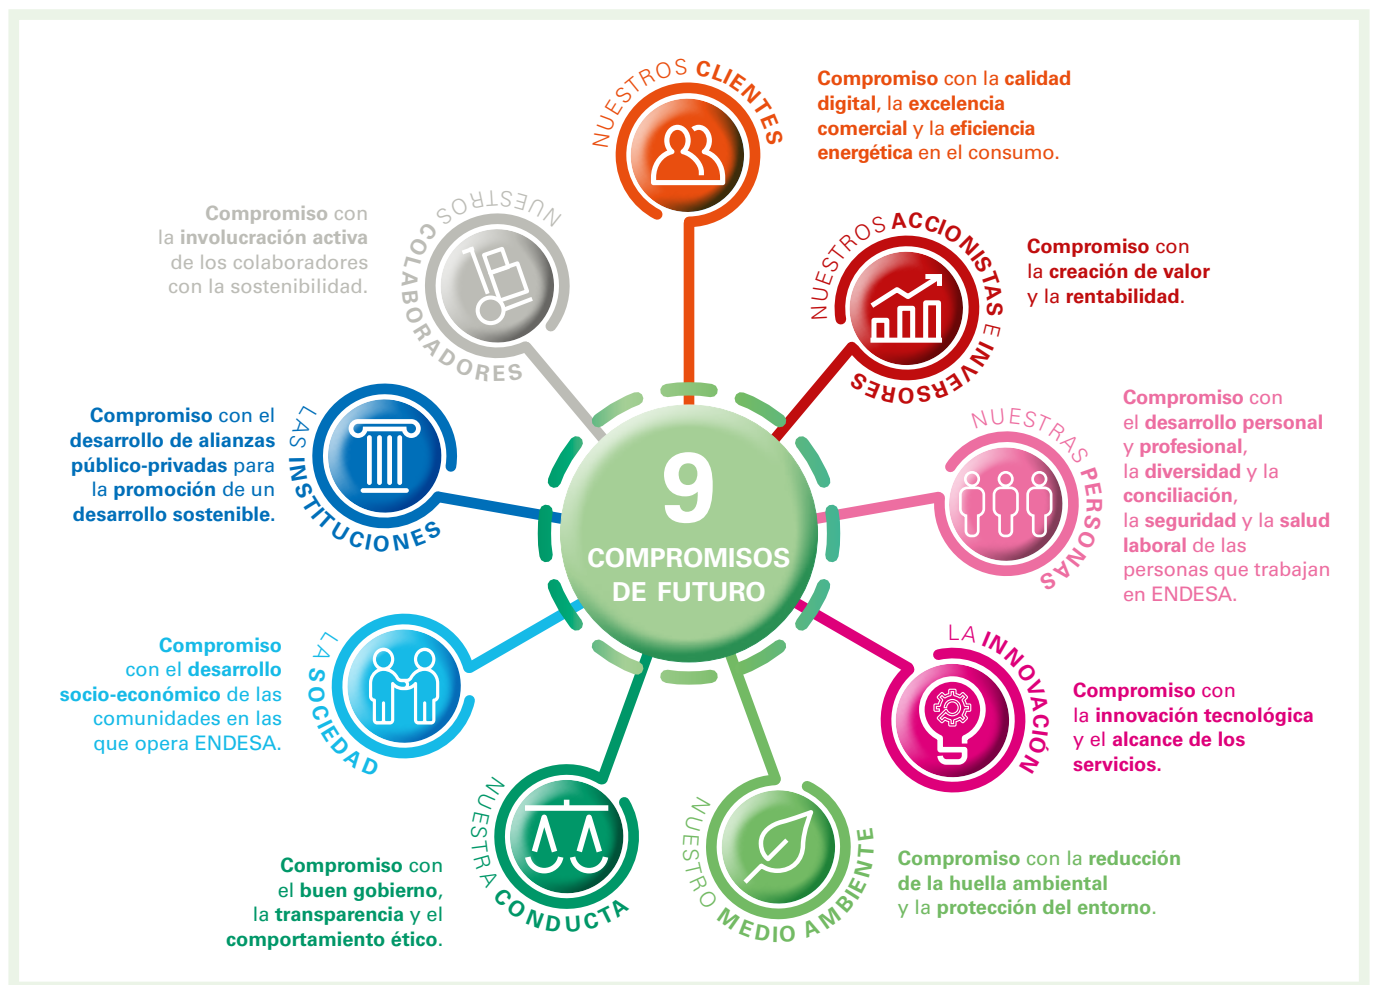 9
COMPROMISOS
DE FUTURO
NUESTROS CLIENTES
Compromiso con la calidad
digital, la excelencia
comercial y la eficiencia
energética en el consumo.
NUESTROS ACCIONISTAS E INVERSORES
Compromiso con
la creación de valor
y la rentabilidad.
NUESTRAS PERSONAS
Compromiso con
el desarrollo personal
y profesional,
la diversidad y la
conciliación,
la seguridad y la salud
laboral de las
personas que trabajan
en ENDESA.
LA INNOVACIÓN
Compromiso con
la innovación tecnológica
y el alcance de los
servicios.
NUESTRO MEDIO AMBIENTE
Compromiso con la reducción
de la huella ambiental
y la protección del entorno.
NUESTRA CONDUCTA
Compromiso con
el buen gobierno,
la transparencia y el
comportamiento ético.
LA SOCIEDAD
Compromiso
con el desarrollo
socio-económico de las
comunidades en las
que opera ENDESA.
LAS INSTITUCIONES
Compromiso con el
desarrollo de alianzas
público-privadas para
la promoción de un
desarrollo sostenible.
NUESTROS COLABORADORES
Compromiso con
la involucración activa
de los colaboradores
con la sostenibilidad.